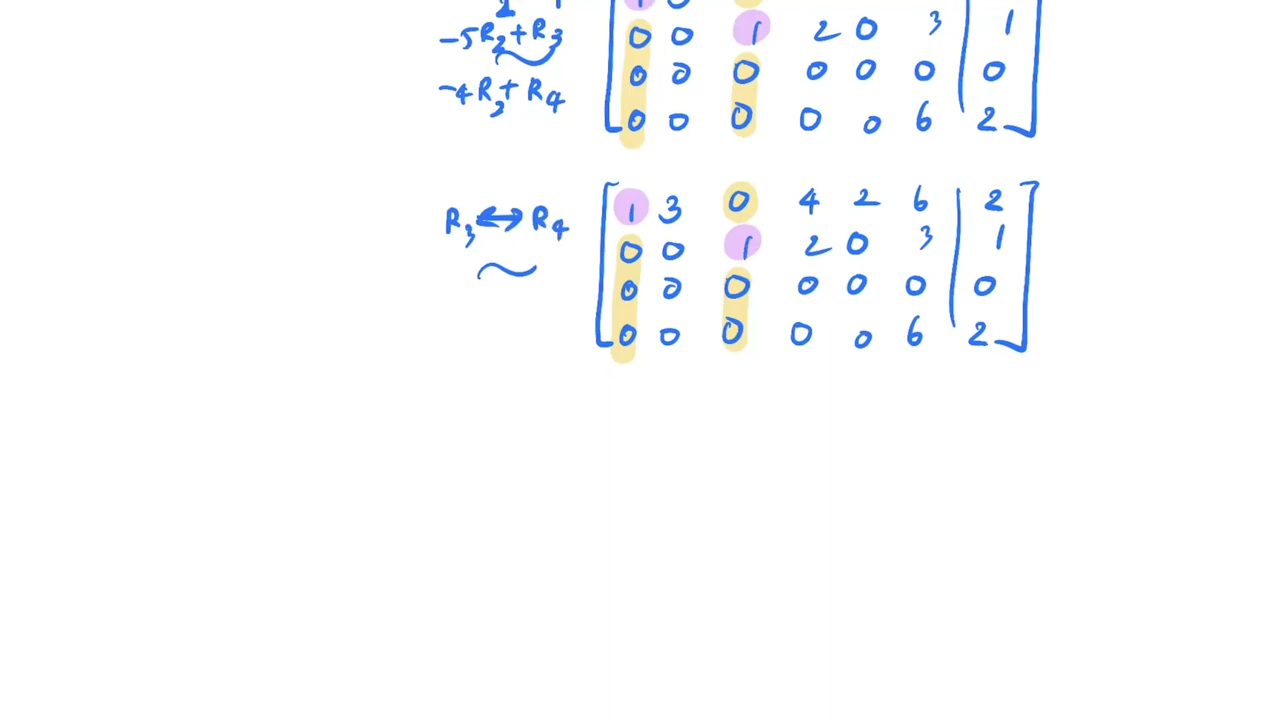 0 0 1 2 0 3 | 1
-5R2+R3
0 0 0 0 0 0 | 0
-4R2+R4
0 0 0 0 0 6 2
1 3 0 4 2 6 | 2
R3 ↔ R4
0 0 1 2 0 3 | 1
~
0 0 0 0 0 0 | 0
0 0 0 0 0 6 2